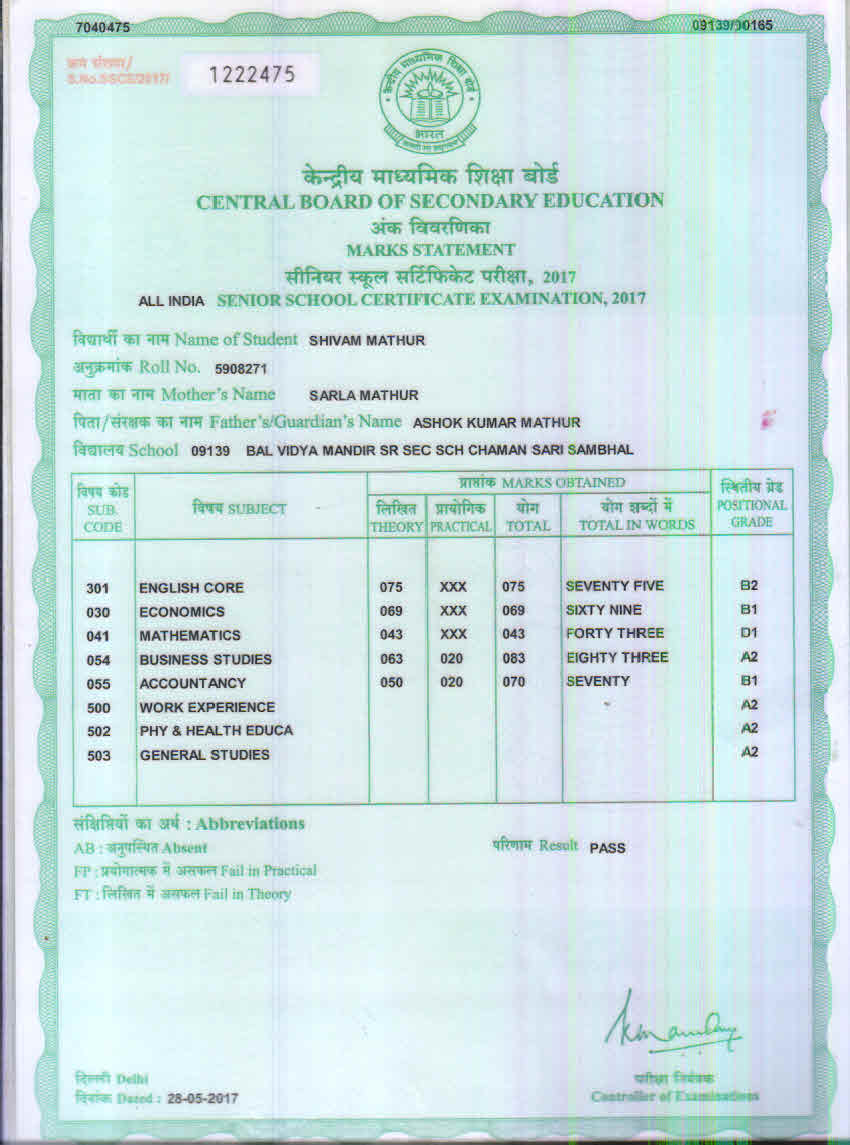 7040475 09139/00165
क्रम संख्या/
S.No.SSCE/2017/ 1222475
केन्द्रीय माध्यमिक शिक्षा बोर्ड
भारत
केन्द्रीय माध्यमिक शिक्षा बोर्ड
CENTRAL BOARD OF SECONDARY EDUCATION
अंक विवरणिका
MARKS STATEMENT
सीनियर स्कूल सर्टिफिकेट परीक्षा, 2017
ALL INDIA SENIOR SCHOOL CERTIFICATE EXAMINATION, 2017
विद्यार्थी का नाम Name of Student SHIVAM MATHUR
अनुक्रमांक Roll No. 5908271
माता का नाम Mother's Name SARLA MATHUR
पिता/संरक्षक का नाम Father's/Guardian's Name ASHOK KUMAR MATHUR
विद्यालय School 09139 BAL VIDYA MANDIR SR SEC SCH CHAMAN SARI SAMBHAL
विषय कोड SUB. CODE विषय SUBJECT प्राप्तांक MARKS OBTAINED स्थितीय ग्रेड POSITIONAL GRADE
लिखित THEORY प्रायोगिक PRACTICAL योग TOTAL योग शब्दों में TOTAL IN WORDS
301 ENGLISH CORE 075 XXX 075 SEVENTY FIVE B2
030 ECONOMICS 069 XXX 069 SIXTY NINE B1
041 MATHEMATICS 043 XXX 043 FORTY THREE D1
054 BUSINESS STUDIES 063 020 083 EIGHTY THREE A2
055 ACCOUNTANCY 050 020 070 SEVENTY B1
500 WORK EXPERIENCE A2
502 PHY & HEALTH EDUCA A2
503 GENERAL STUDIES A2
संक्षिप्तियों का अर्थ : Abbreviations
AB : अनुपस्थित Absent परिणाम Result PASS
FP : प्रयोगात्मक में असफल Fail in Practical
FT : लिखित में असफल Fail in Theory
दिल्ली Delhi परीक्षा नियंत्रक
दिनांक Dated : 28-05-2017 Controller of Examinations